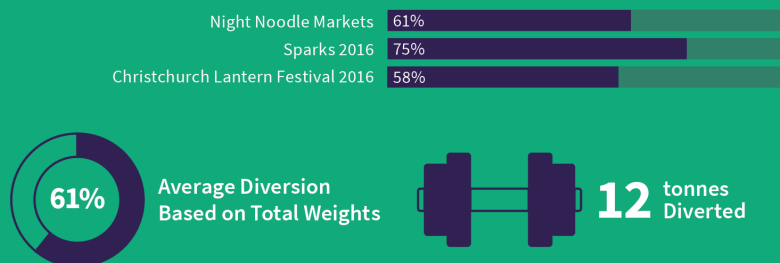 Night Noodle Markets 61%
Sparks 2016 75%
Christchurch Lantern Festival 2016 58%
61%
Average Diversion
Based on Total Weights
12 tonnes
Diverted